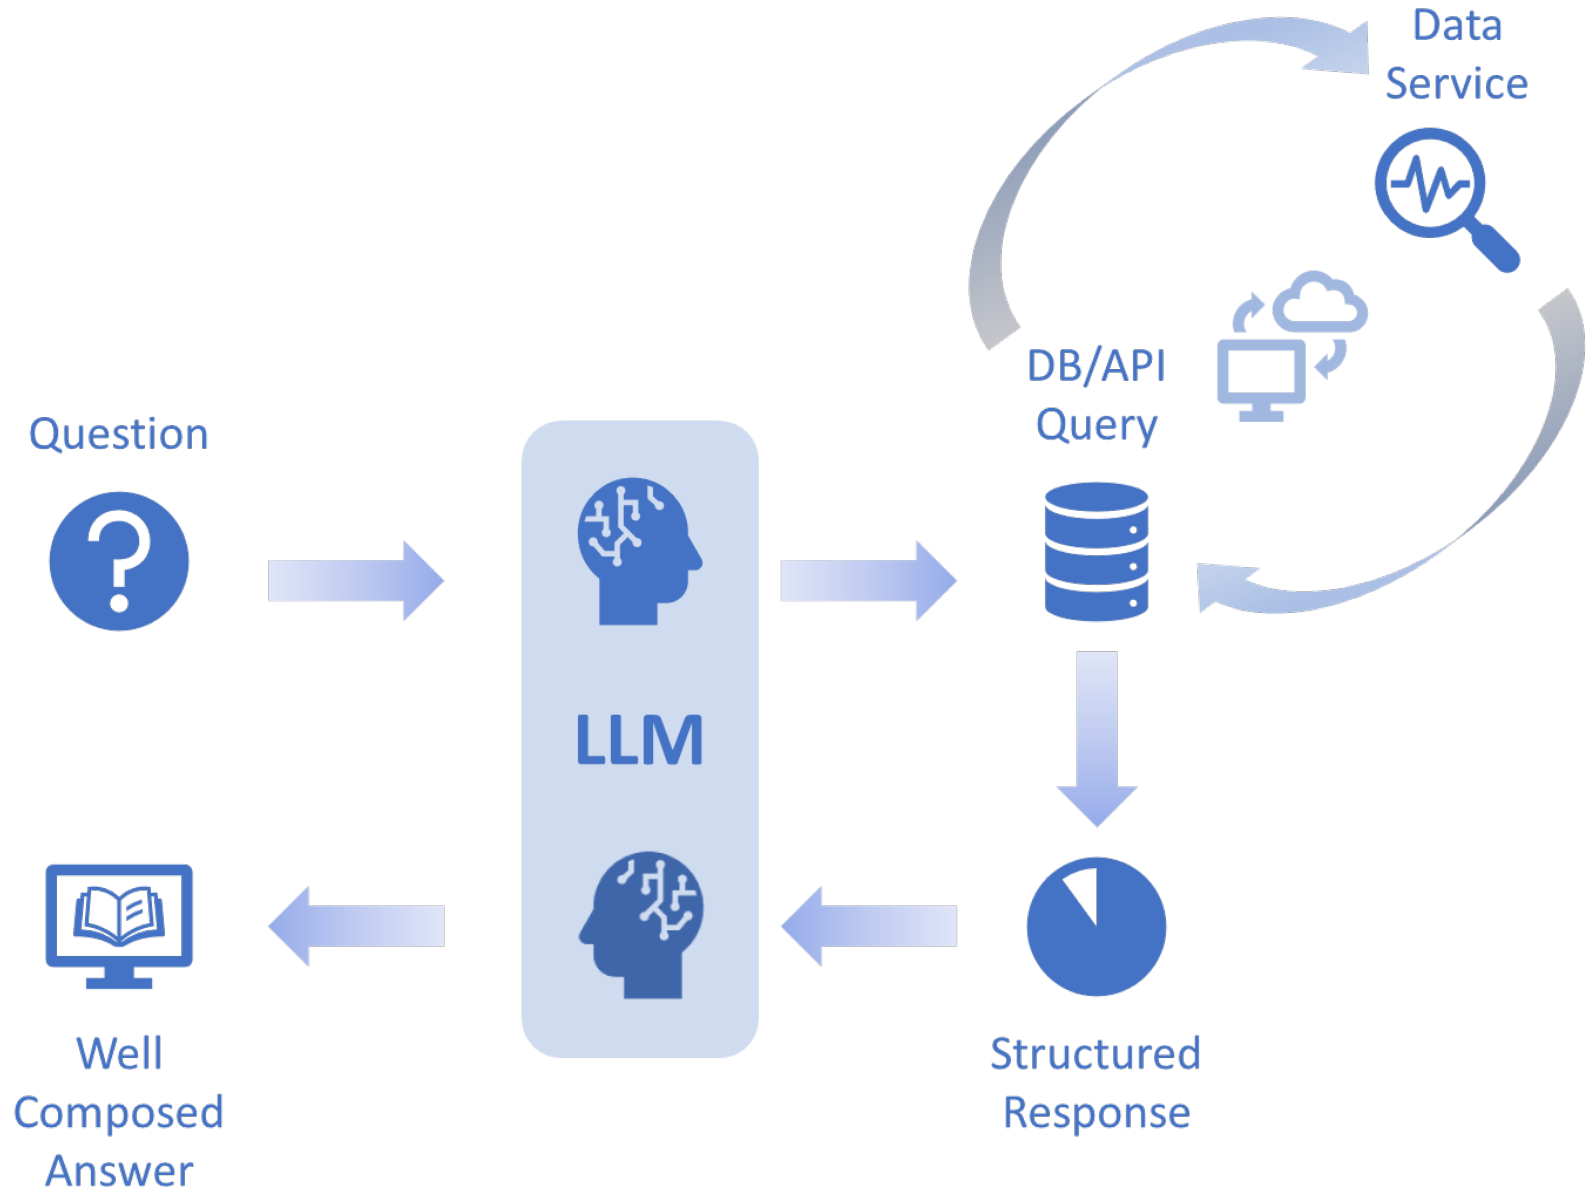 Data
Service
DB/API
Query
Question
LLM
Well
Composed
Answer
Structured
Response